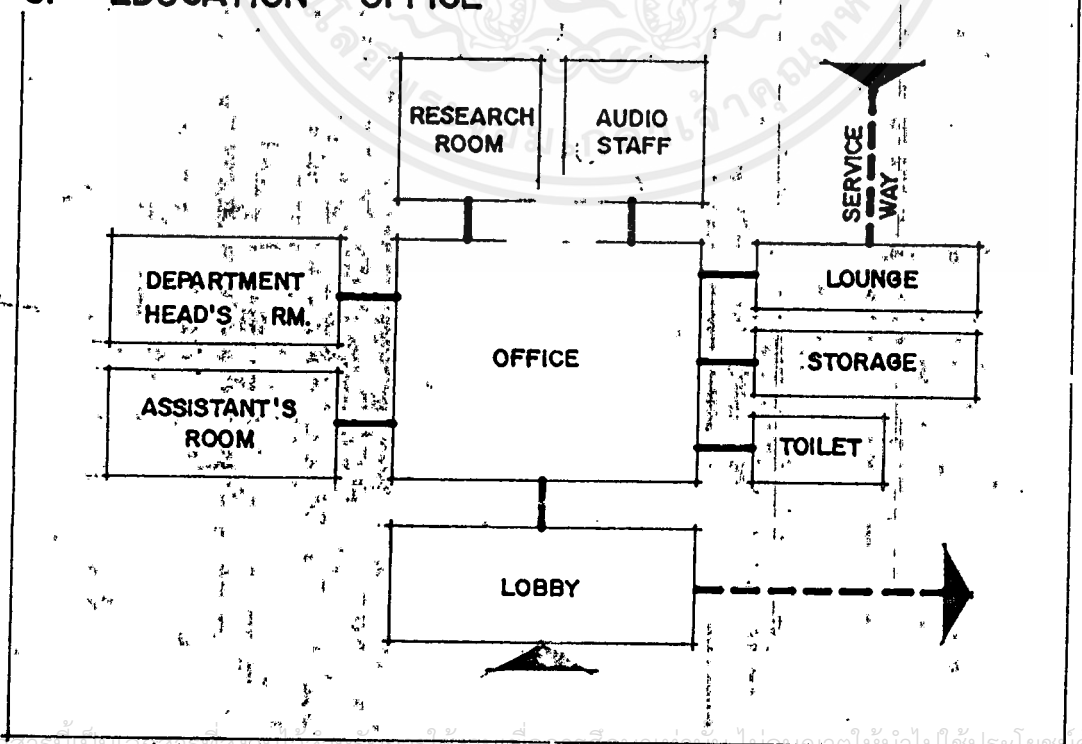 EDUCATION OFFICE
RESEARCH
ROOM
AUDIO
STAFF
SERVICE
WAY
DEPARTMENT
HEAD'S RM.
LOUNGE
OFFICE
STORAGE
ASSISTANT'S
ROOM
TOILET
LOBBY